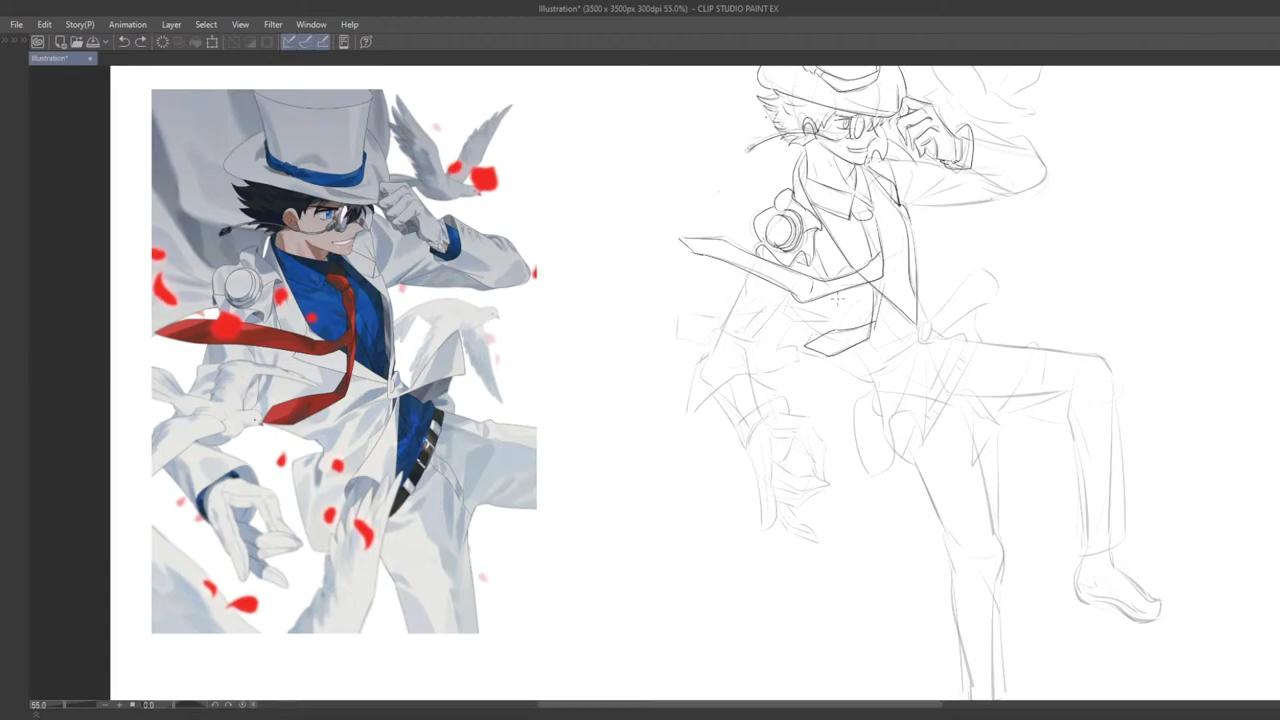 Illustration* (3500 x 3500px 300dpi 55.0%) - CLIP STUDIO PAINT EX
File Edit Story(P) Animation Layer Select View Filter Window Help
Illustration*
55.0 0.0